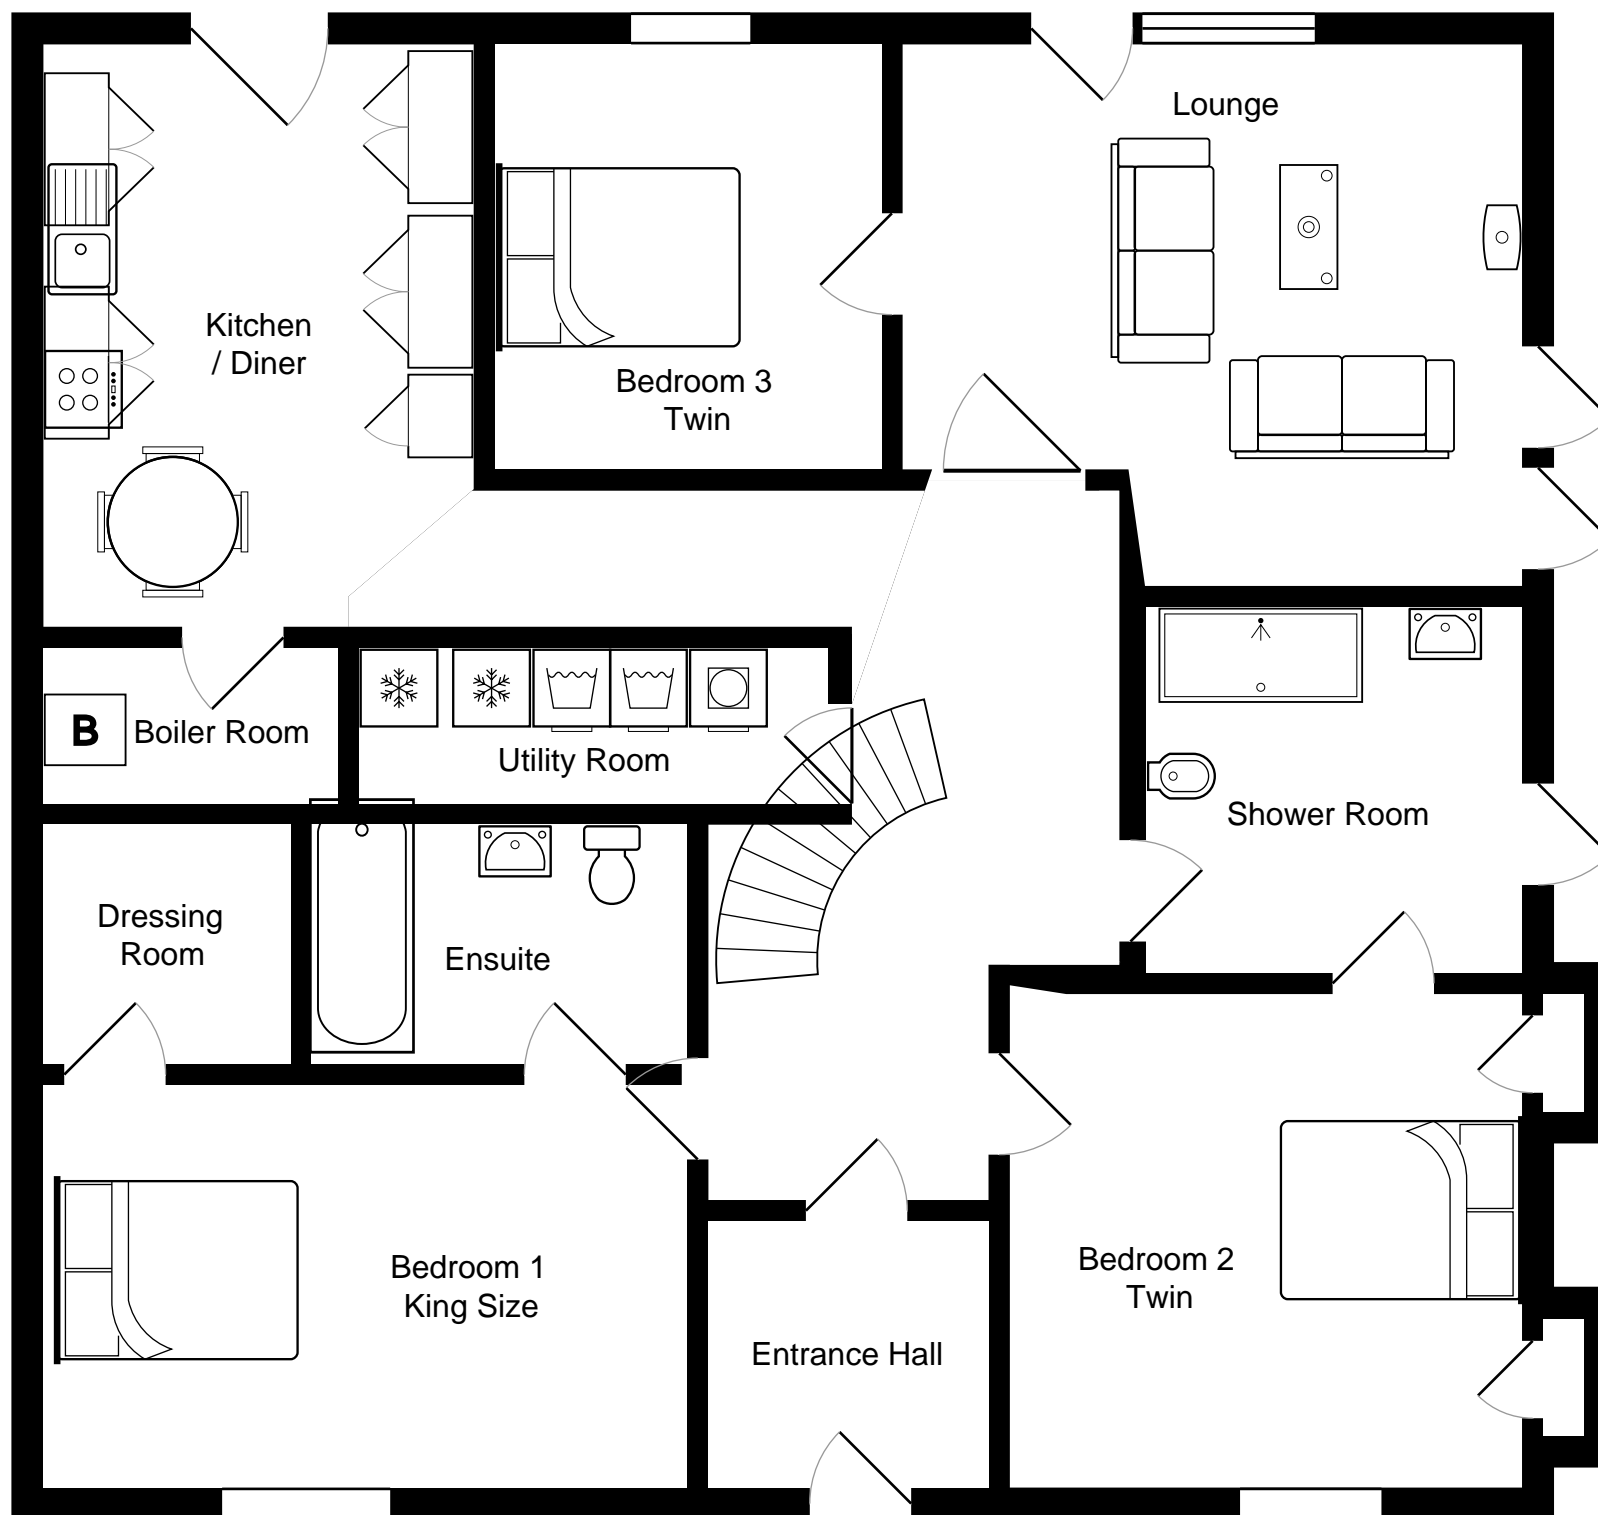 Lounge
Kitchen
/ Diner
Bedroom 3
Twin
B
Boiler Room
Utility Room
Shower Room
Dressing
Room
Ensuite
Bedroom 1
King Size
Bedroom 2
Twin
Entrance Hall